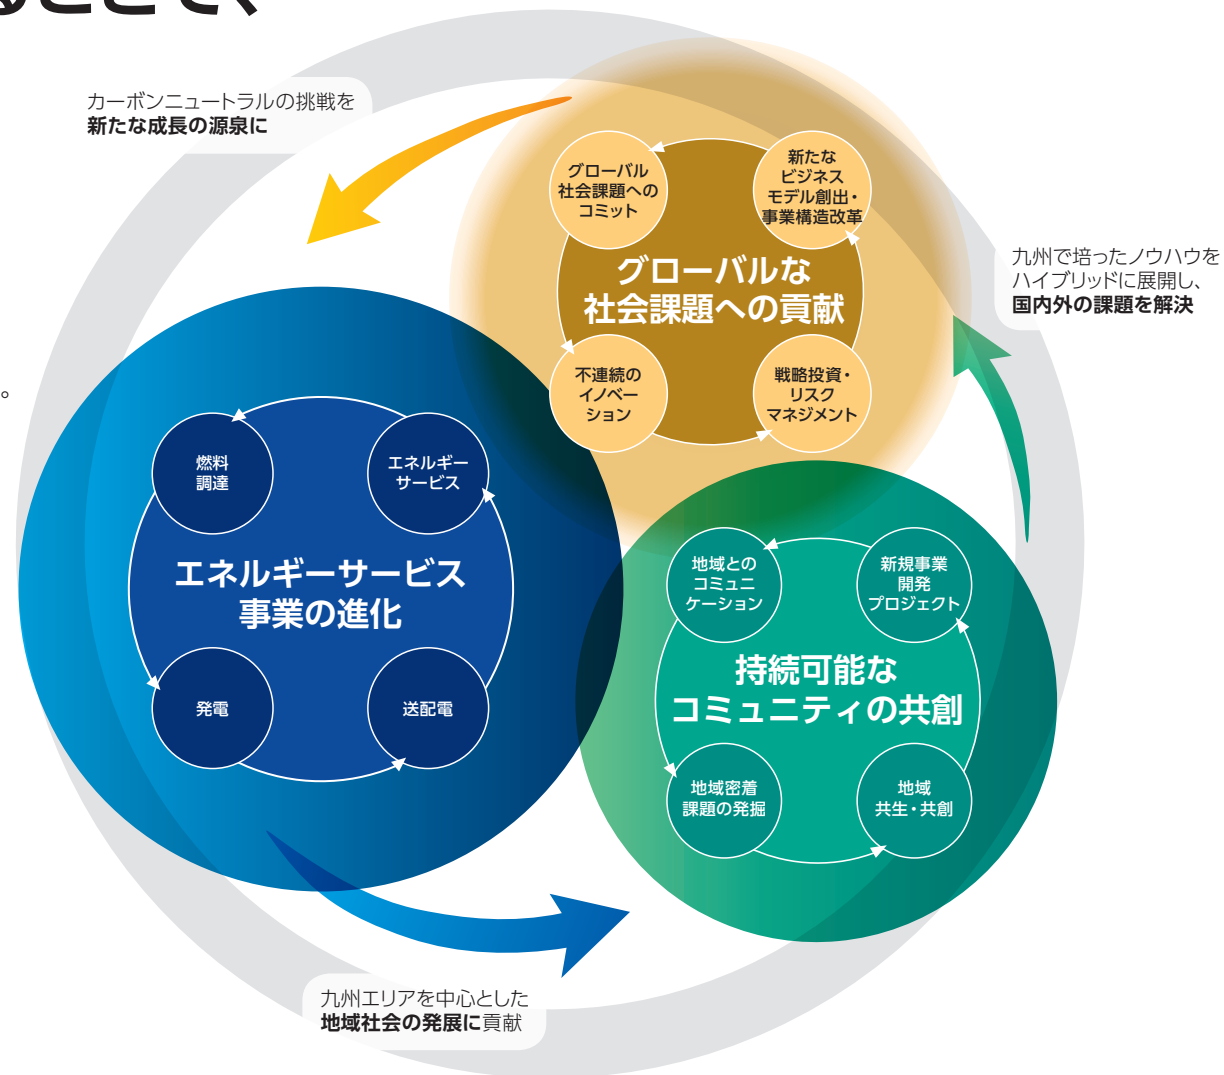 ることで、
カーボンニュートラルの挑戦を
新たな成長の源泉に
グローバル
社会課題への
コミット
新たな
ビジネス
モデル創出・
事業構造改革
グローバルな
社会課題への貢献
不連続の
イノベー
ション
戦略投資・
リスク
マネジメント
九州で培ったノウハウを
ハイブリッドに展開し、
国内外の課題を解決
。
燃料
調達
エネルギー
サービス
エネルギーサービス
事業の進化
発電
送配電
地域との
コミュニ
ケーション
新規事業
開発
プロジェクト
持続可能な
コミュニティの共創
地域密着
課題の発掘
地域
共生・共創
九州エリアを中心とした
地域社会の発展に貢献